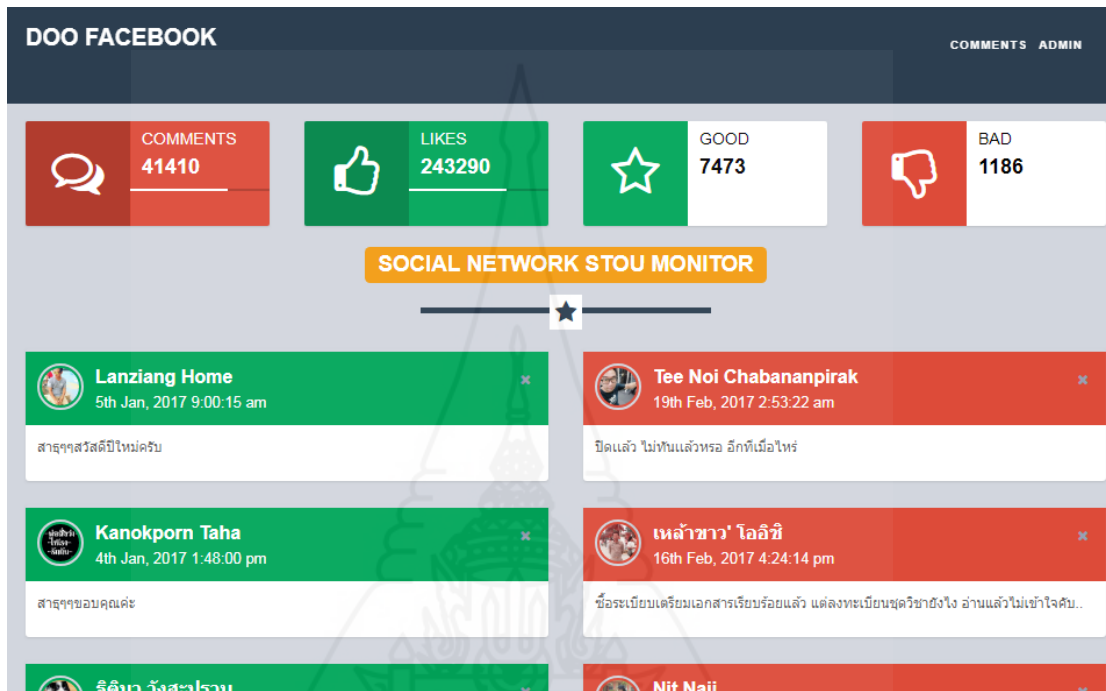 DOO FACEBOOK
COMMENTS ADMIN
COMMENTS
41410
LIKES
243290
GOOD
7473
BAD
1186
SOCIAL NETWORK STOU MONITOR
Lanziang Home
5th Jan, 2017 9:00:15 am
สาธุๆๆสวัสดีปีใหม่ครับ
Tee Noi Chabananpirak
19th Feb, 2017 2:53:22 am
ปิดแล้ว ไม่ทันแล้วหรอ อีกทีเมื่อไหร่
Kanokporn Taha
4th Jan, 2017 1:48:00 pm
สาธุๆๆขอบคุณค่ะ
เหล้าขาว' โออิชิ
16th Feb, 2017 4:24:14 pm
ซื้อระเบียบเตรียมเอกสารเรียบร้อยแล้ว แต่ลงทะเบียนชุดวิชายังไง อ่านแล้วไม่เข้าใจคับ..
Nit Naji